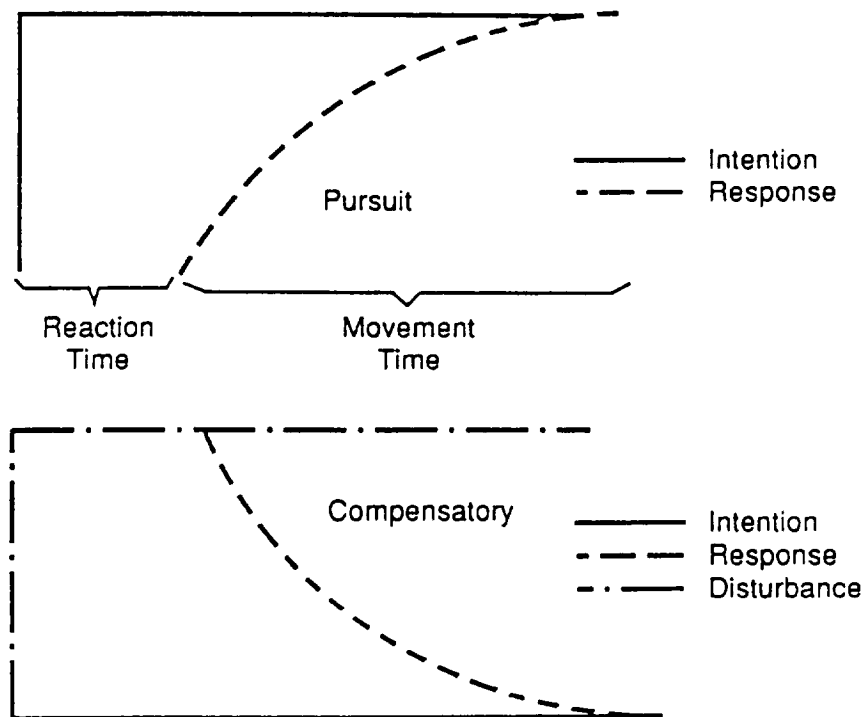 Intention
Response
Pursuit
Reaction
Time
Movement
Time
Compensatory
Intention
Response
Disturbance